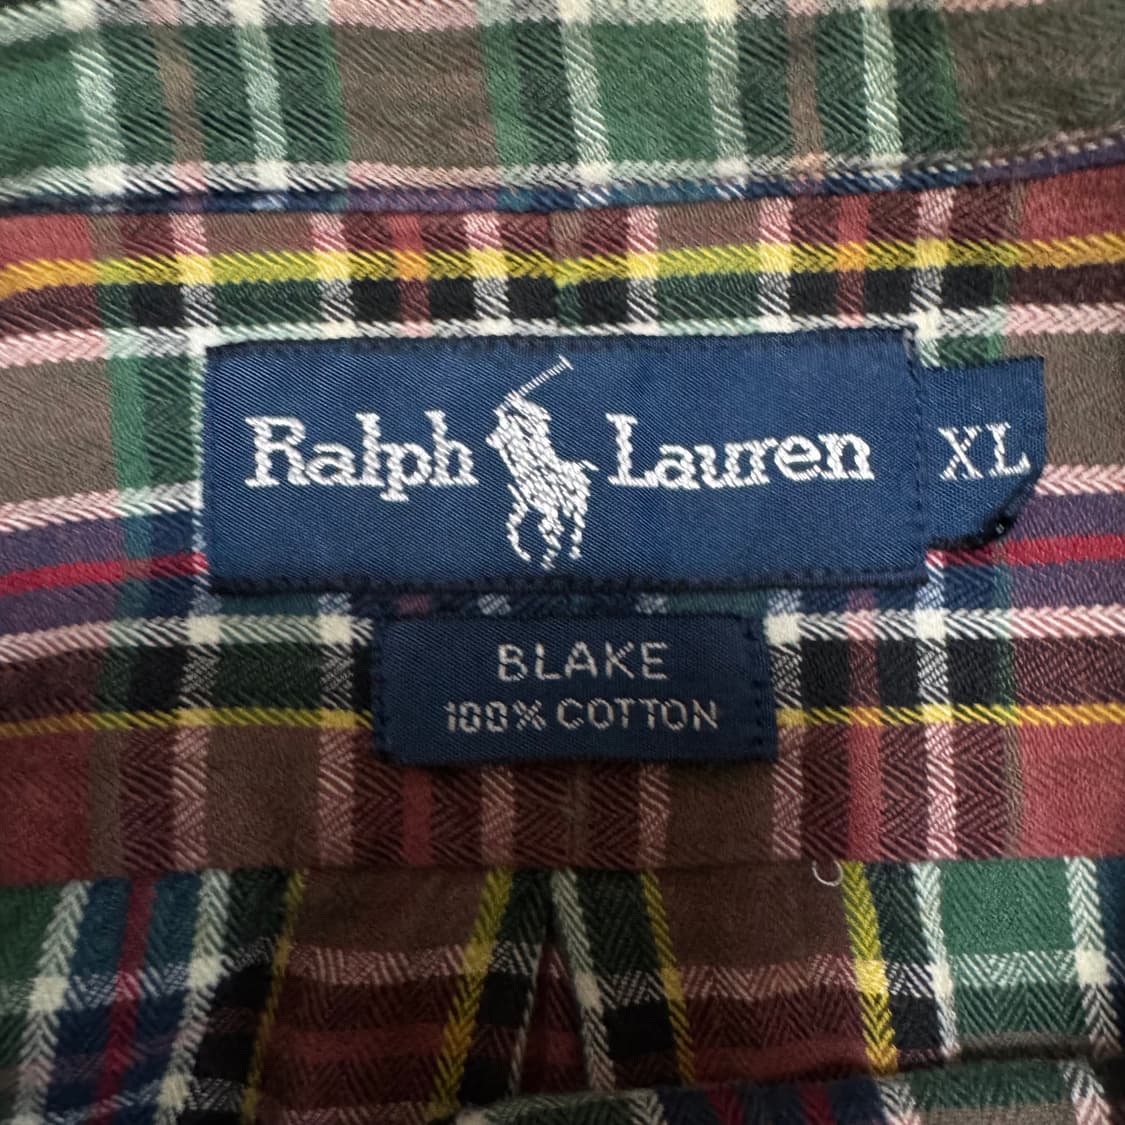 Ralph Lauren XL
BLAKE
100% COTTON